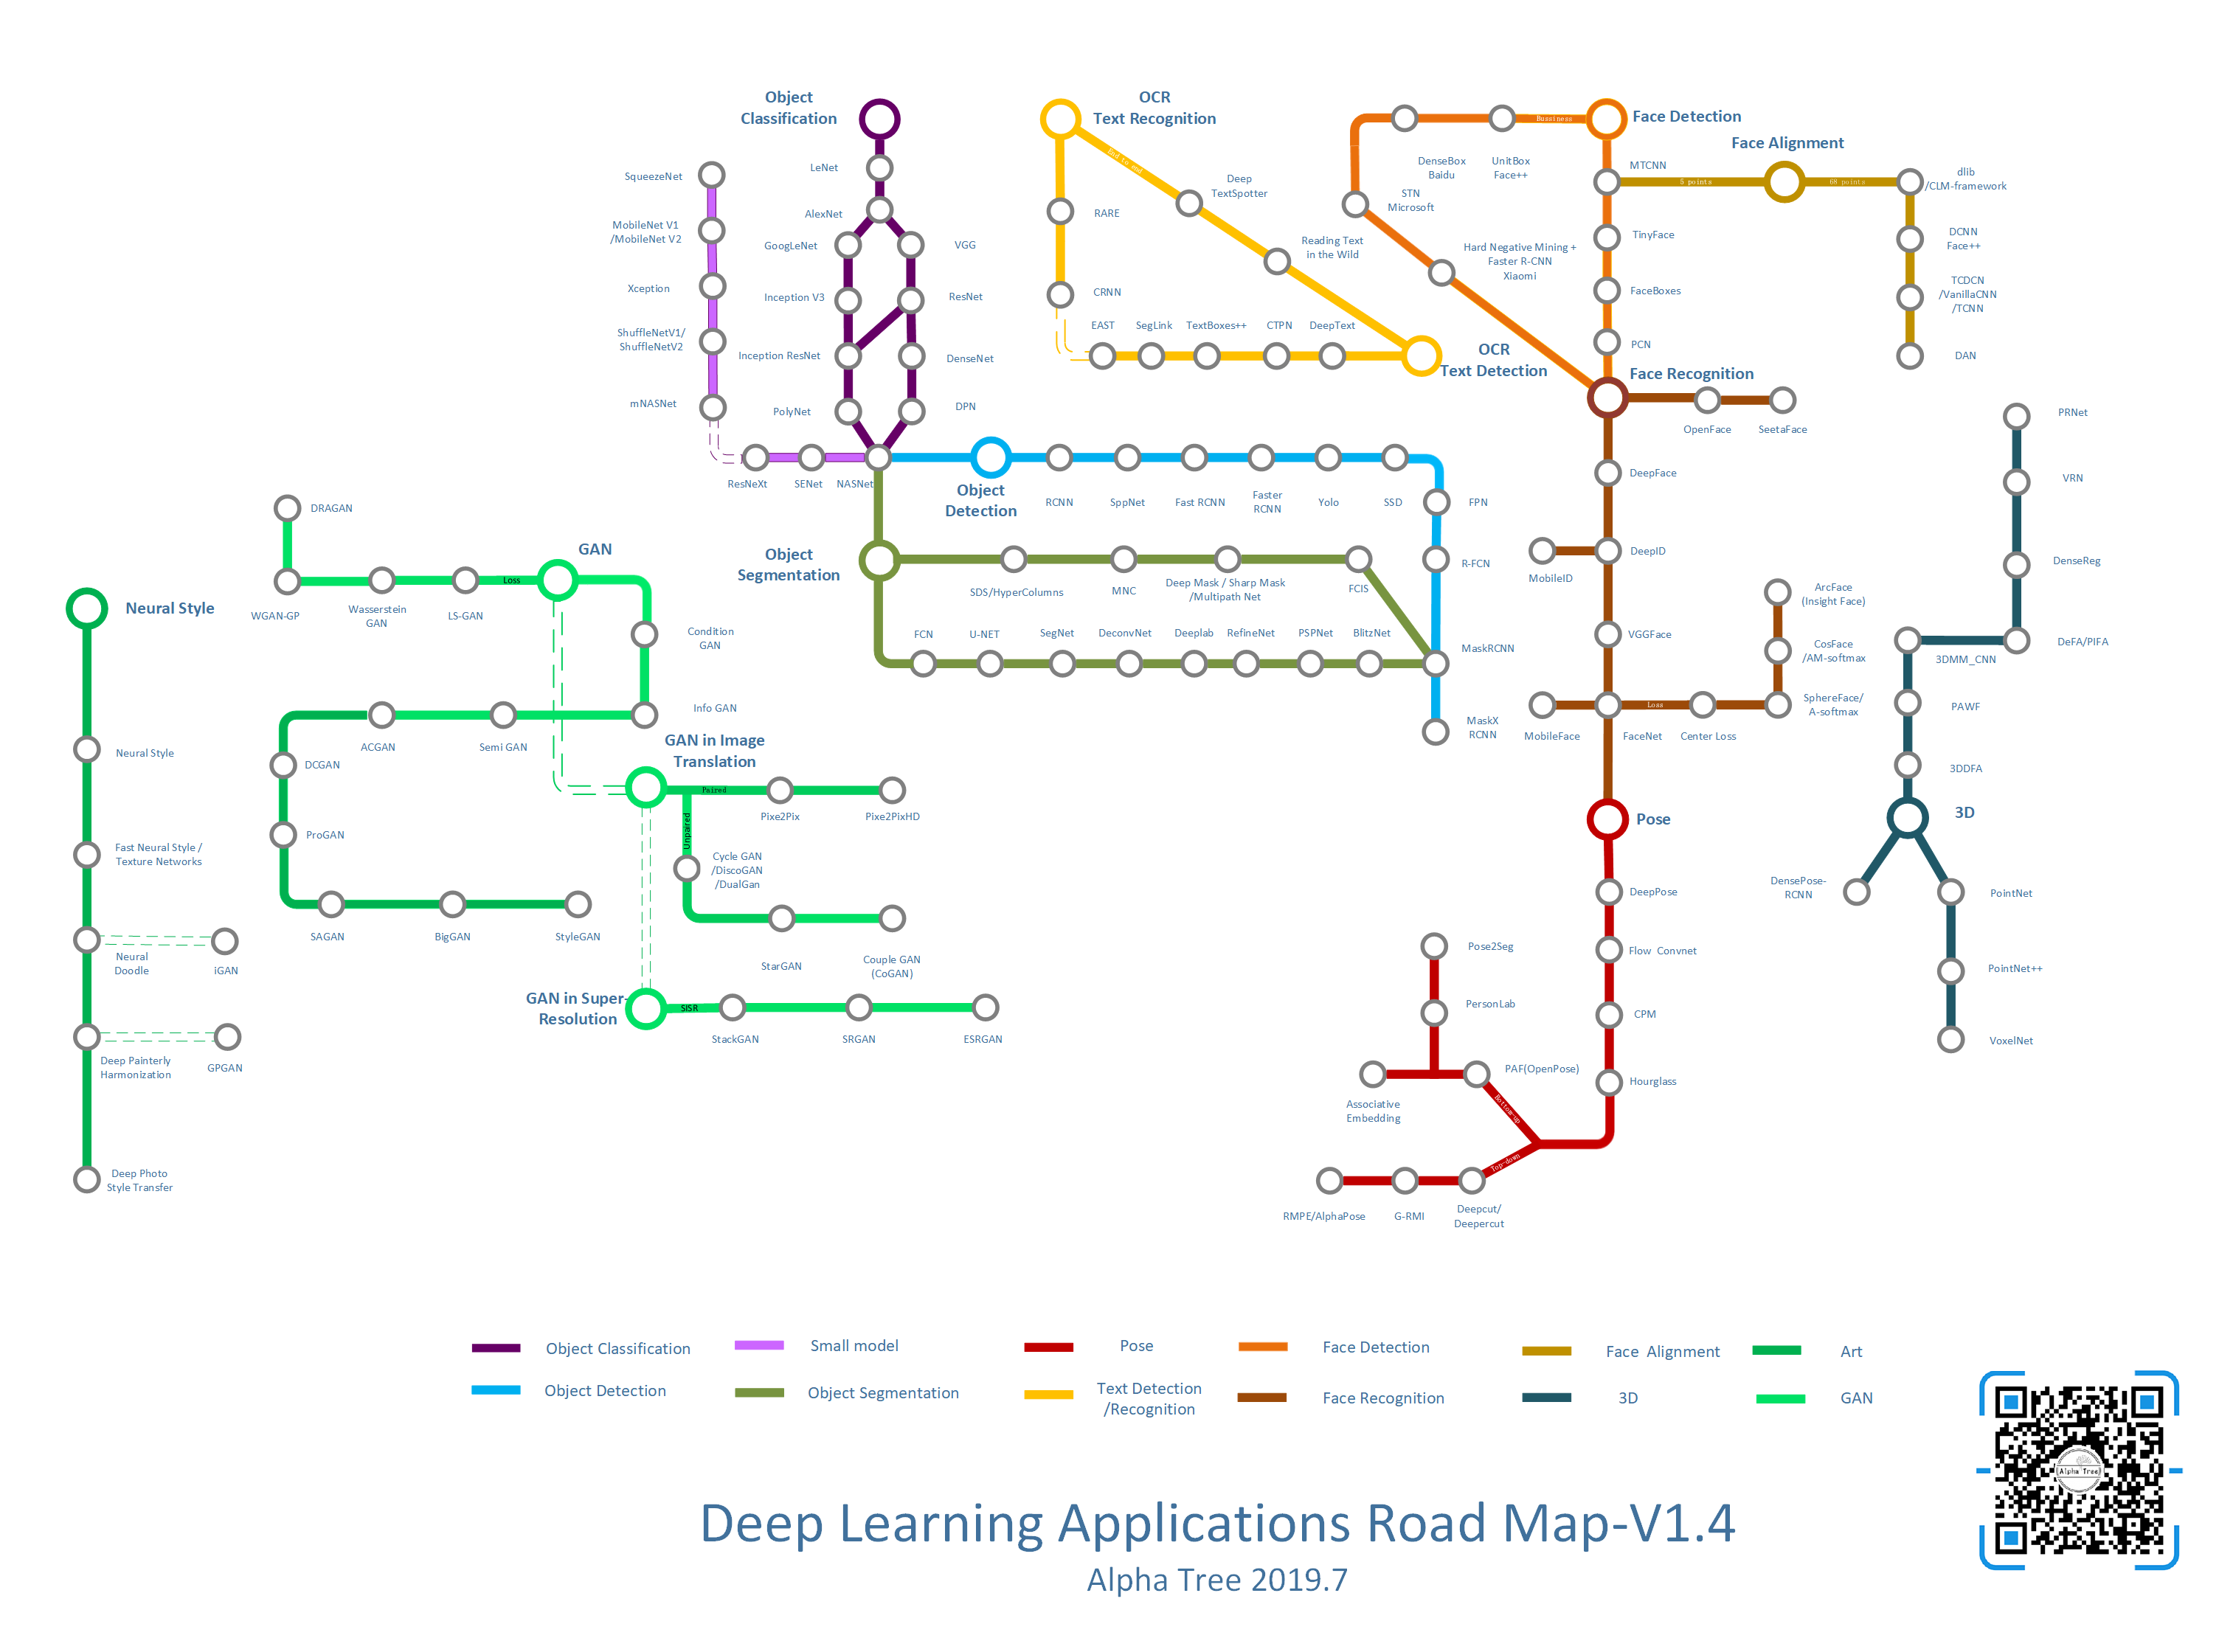 Object
Classification
LeNet
AlexNet
GoogLeNet
VGG
Inception V3
ResNet
Inception ResNet
DenseNet
PolyNet
DPN
SqueezeNet
MobileNet V1
/MobileNet V2
Xception
ShuffleNetV1/
ShuffleNetV2
mNASNet
ResNeXt
SENet
NASNet
OCR
Text Recognition
End to end
RARE
CRNN
Deep
TextSpotter
Reading Text
in the Wild
EAST
SegLink
TextBoxes++
CTPN
DeepText
OCR
Text Detection
Face Detection
Bussiness
DenseBox
Baidu
UnitBox
Face++
STN
Microsoft
Hard Negative Mining +
Faster R-CNN
Xiaomi
MTCNN
TinyFace
FaceBoxes
PCN
Face Alignment
5 points
68 points
dlib
/CLM-framework
DCNN
Face++
TCDCN
/VanillaCNN
/TCNN
DAN
Face Recognition
OpenFace
SeetaFace
DeepFace
DeepID
MobileID
VGGFace
MobileFace
FaceNet
Loss
Center Loss
SphereFace/
A-softmax
CosFace
/AM-softmax
ArcFace
(Insight Face)
PRNet
VRN
DenseReg
DeFA/PIFA
3DMM_CNN
PAWF
3DDFA
3D
DensePose-
RCNN
PointNet
PointNet++
VoxelNet
Object
Detection
RCNN
SppNet
Fast RCNN
Faster
RCNN
Yolo
SSD
FPN
R-FCN
MaskRCNN
MaskX
RCNN
Object
Segmentation
SDS/HyperColumns
MNC
Deep Mask / Sharp Mask
/Multipath Net
FCIS
FCN
U-NET
SegNet
DeconvNet
Deeplab
RefineNet
PSPNet
BlitzNet
GAN
Loss
DRAGAN
WGAN-GP
Wasserstein
GAN
LS-GAN
Condition
GAN
Info GAN
Semi GAN
ACGAN
DCGAN
ProGAN
SAGAN
BigGAN
StyleGAN
GAN in Image
Translation
Paired
Pixe2Pix
Pixe2PixHD
Unpaired
Cycle GAN
/DiscoGAN
/DualGan
StarGAN
Couple GAN
(CoGAN)
GAN in Super-
Resolution
SISR
StackGAN
SRGAN
ESRGAN
Neural Style
Neural Style
Fast Neural Style /
Texture Networks
Neural
Doodle
iGAN
Deep Painterly
Harmonization
GPGAN
Deep Photo
Style Transfer
Pose
DeepPose
Flow Convnet
CPM
Hourglass
Bottom-up
Top-down
PAF(OpenPose)
PersonLab
Pose2Seg
Associative
Embedding
Deepcut/
Deepercut
G-RMI
RMPE/AlphaPose
Object Classification
Small model
Pose
Face Detection
Face Alignment
Art
Object Detection
Object Segmentation
Text Detection
/Recognition
Face Recognition
3D
GAN
Alpha Tree
Deep Learning Applications Road Map-V1.4
Alpha Tree 2019.7